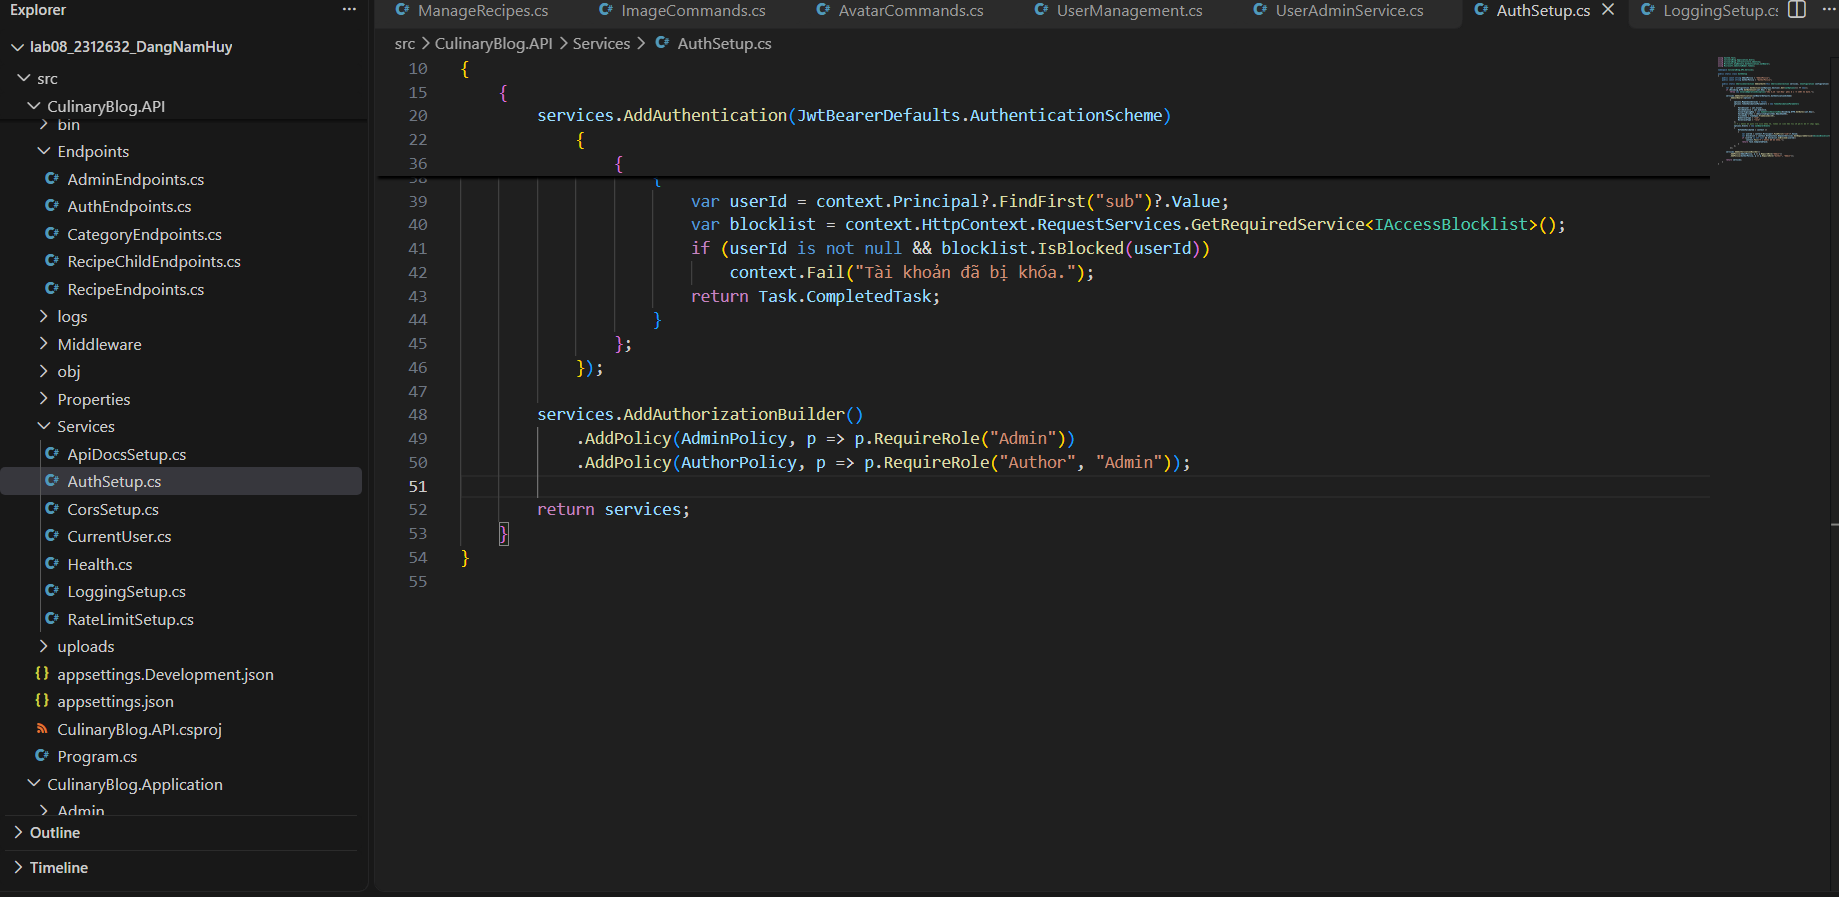 Explorer
lab08_2312632_DangNamHuy
src
CulinaryBlog.API
bin
Endpoints
AdminEndpoints.cs
AuthEndpoints.cs
CategoryEndpoints.cs
RecipeChildEndpoints.cs
RecipeEndpoints.cs
logs
Middleware
obj
Properties
Services
ApiDocsSetup.cs
AuthSetup.cs
CorsSetup.cs
CurrentUser.cs
Health.cs
LoggingSetup.cs
RateLimitSetup.cs
uploads
appsettings.Development.json
appsettings.json
CulinaryBlog.API.csproj
Program.cs
CulinaryBlog.Application
Admin
Outline
Timeline
ManageRecipes.cs ImageCommands.cs AvatarCommands.cs UserManagement.cs UserAdminService.cs AuthSetup.cs LoggingSetup.cs
src > CulinaryBlog.API > Services > AuthSetup.cs
10 {
15 {
20 services.AddAuthentication(JwtBearerDefaults.AuthenticationScheme)
22 {
36 {
38 {
39 var userId = context.Principal?.FindFirst("sub")?.Value;
40 var blocklist = context.HttpContext.RequestServices.GetRequiredService<IAccessBlocklist>();
41 if (userId is not null && blocklist.IsBlocked(userId))
42 context.Fail("Tài khoản đã bị khóa.");
43 return Task.CompletedTask;
44 }
45 };
46 });
47
48 services.AddAuthorizationBuilder()
49 .AddPolicy(AdminPolicy, p => p.RequireRole("Admin"))
50 .AddPolicy(AuthorPolicy, p => p.RequireRole("Author", "Admin"));
51
52 return services;
53 }
54 }
55